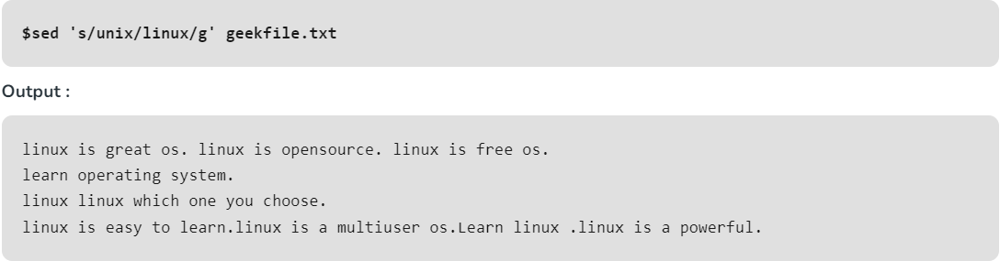 $sed 's/unix/linux/g' geekfile.txt
Output :
linux is great os. linux is opensource. linux is free os.
learn operating system.
linux linux which one you choose.
linux is easy to learn.linux is a multiuser os.Learn linux .linux is a powerful.